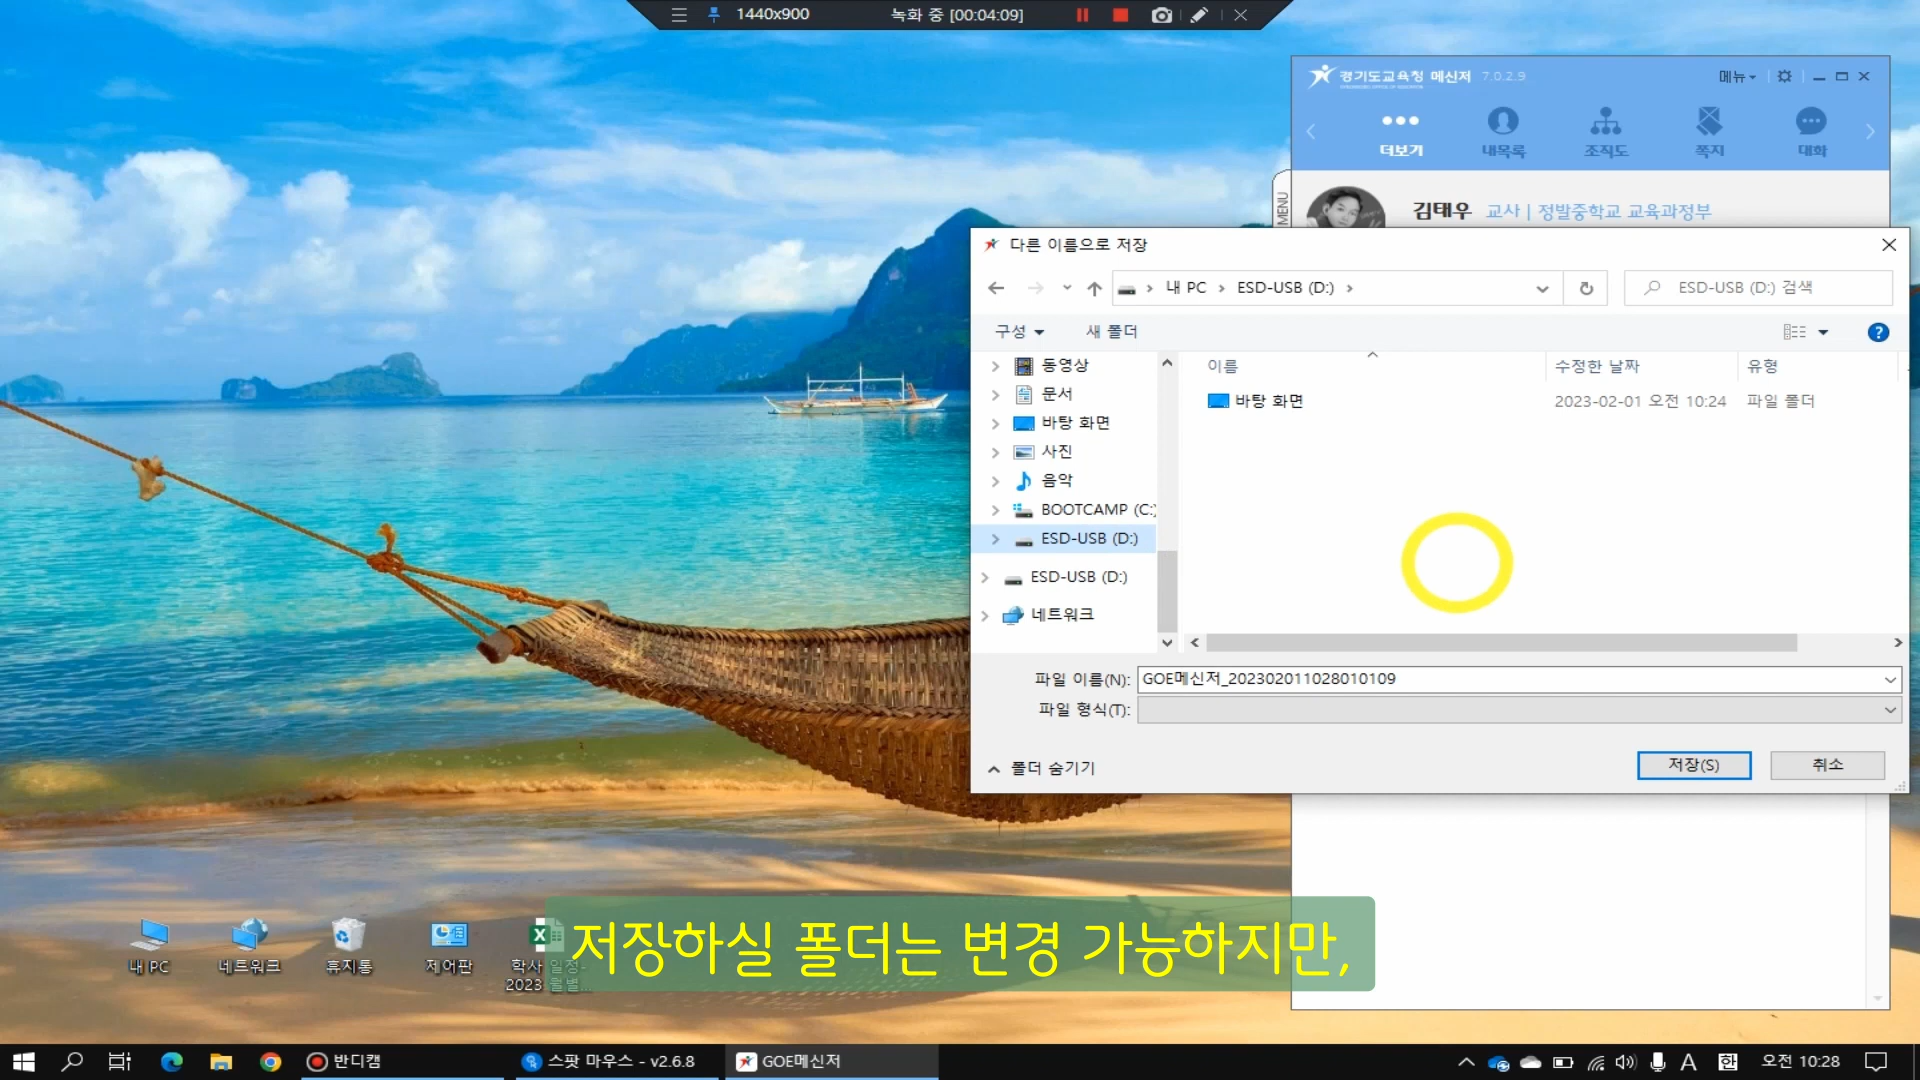 1440x900
녹화 중 [00:04:09]
경기도교육청 메신저 7.0.2.9
메뉴
더보기
내목록
조직도
쪽지
대화
MENU
김태우 교사 | 정발중학교 교육과정부
다른 이름으로 저장
내 PC
ESD-USB (D:)
ESD-USB (D:) 검색
구성
새 폴더
동영상
문서
바탕 화면
사진
음악
BOOTCAMP (C:)
ESD-USB (D:)
ESD-USB (D:)
네트워크
이름
수정한 날짜
유형
바탕 화면
2023-02-01 오전 10:24
파일 폴더
파일 이름(N):
GOE메신저_202302011028010109
파일 형식(T):
폴더 숨기기
저장(S)
취소
내 PC
네트워크
휴지통
제어판
학사 일정-
2023 월별...
저장하실 폴더는 변경 가능하지만,
반디캠
스팟 마우스 - v2.6.8
GOE메신저
A
한
오전 10:28